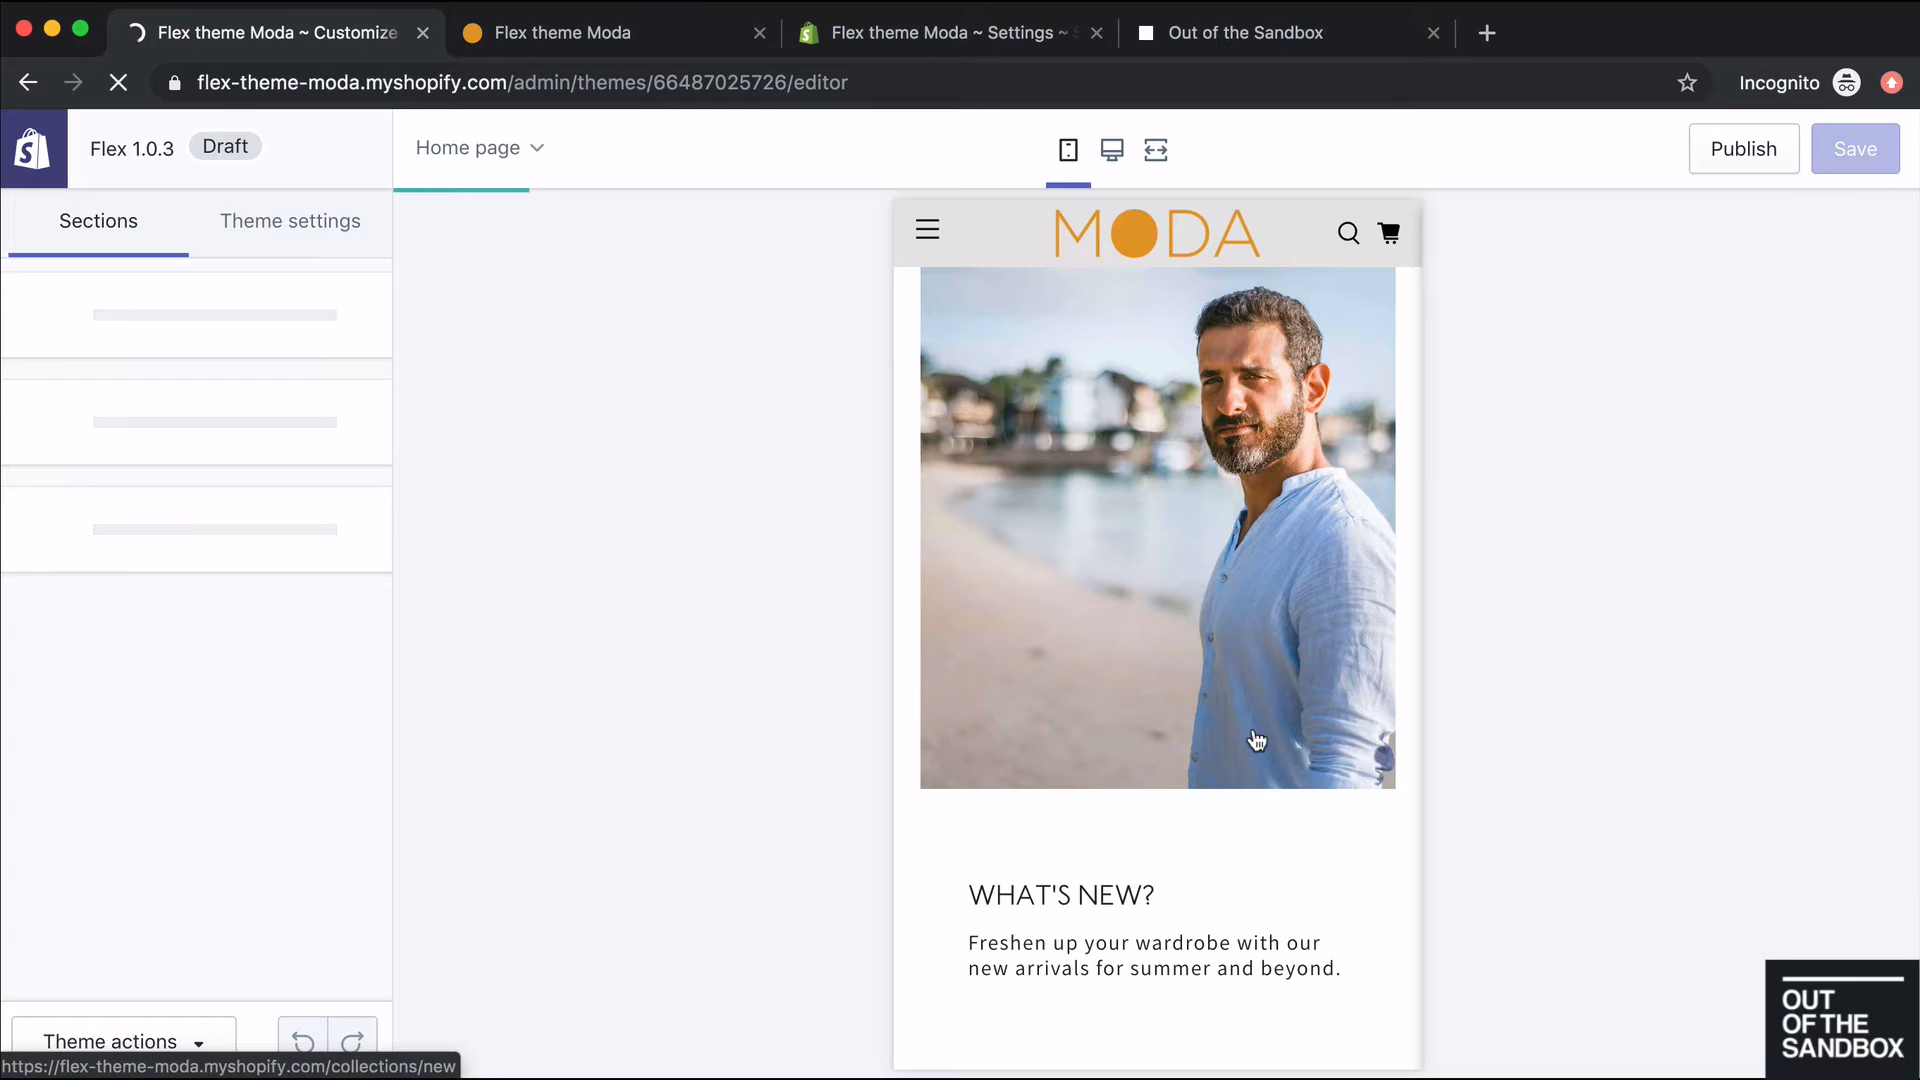 Flex theme Moda ~ Customize
Flex theme Moda
Flex theme Moda ~ Settings ~ S
Out of the Sandbox
flex-theme-moda.myshopify.com/admin/themes/66487025726/editor
Incognito
Flex 1.0.3
Draft
Home page
Publish
Save
Sections
Theme settings
MODA
WHAT'S NEW?
Freshen up your wardrobe with our
new arrivals for summer and beyond.
Theme actions
https://flex-theme-moda.myshopify.com/collections/new
OUT
OF THE
SANDBOX